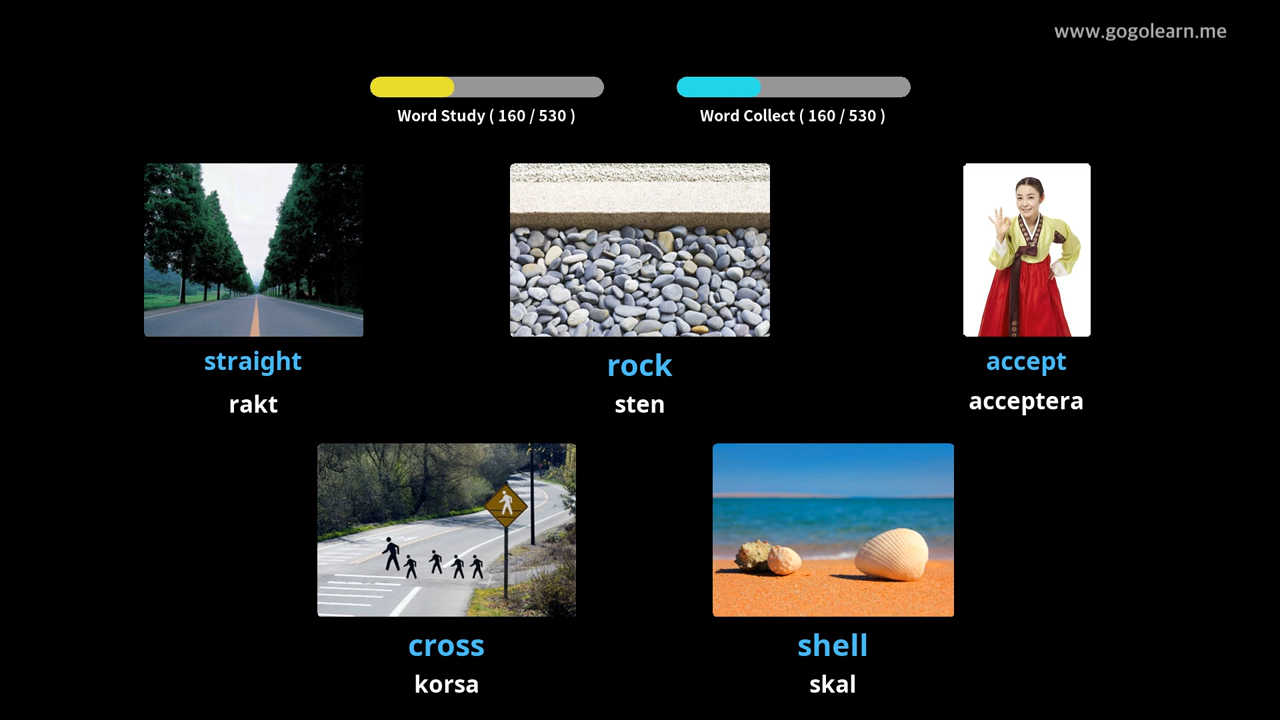 www.gogolearn.me
Word Study ( 160 / 530 )
Word Collect ( 160 / 530 )
straight
rakt
rock
sten
accept
acceptera
cross
korsa
shell
skal